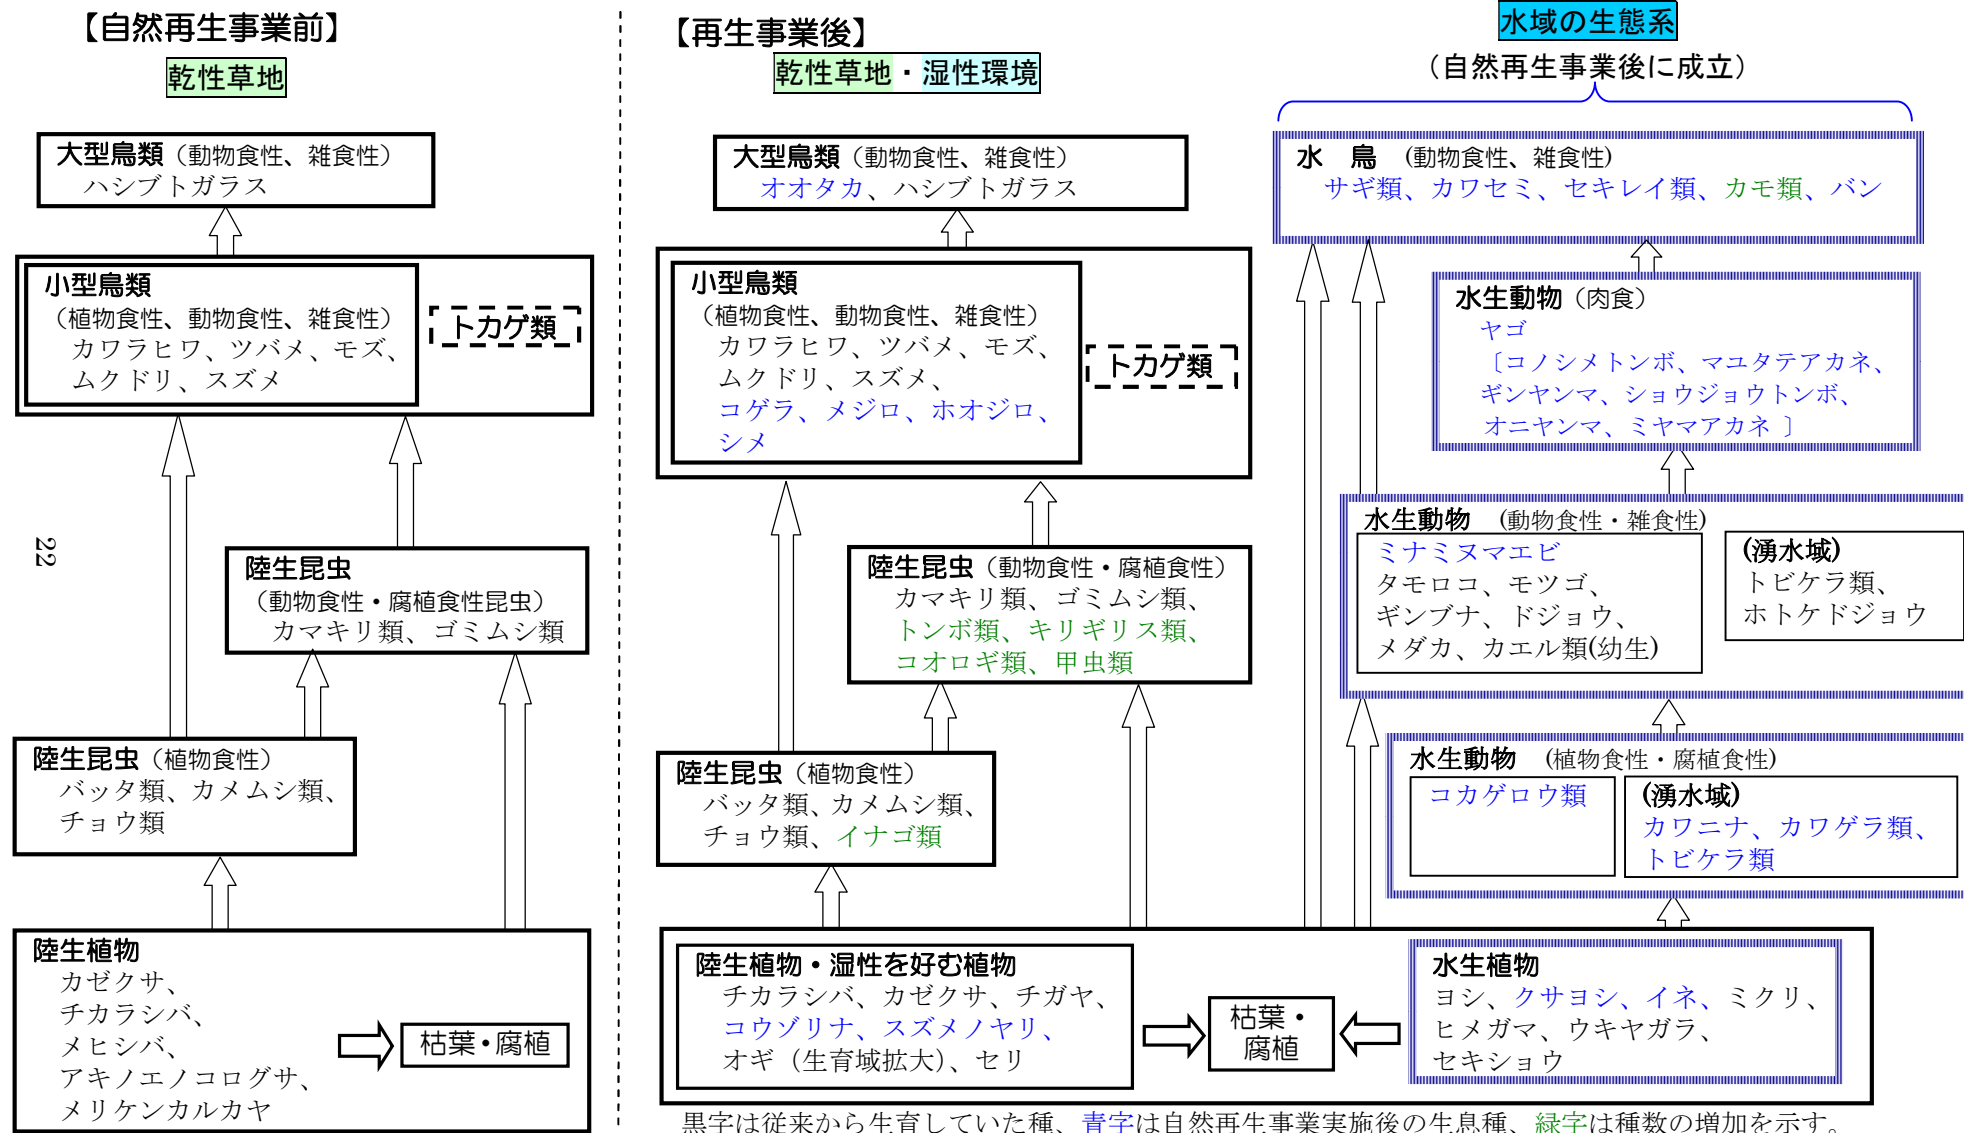 【自然再生事業前】
乾性草地
大型鳥類（動物食性、雑食性）
ハシブトガラス
小型鳥類
（植物食性、動物食性、雑食性）
カワラヒワ、ツバメ、モズ、
ムクドリ、スズメ
トカゲ類
陸生昆虫
（動物食性・腐植食性昆虫）
カマキリ類、ゴミムシ類
陸生昆虫（植物食性）
バッタ類、カメムシ類、
チョウ類
陸生植物
カゼクサ、
チカラシバ、
メヒシバ、
アキノエノコログサ、
メリケンカルカヤ
枯葉・腐植
22
【再生事業後】
乾性草地・湿性環境
大型鳥類（動物食性、雑食性）
オオタカ、ハシブトガラス
小型鳥類
（植物食性、動物食性、雑食性）
カワラヒワ、ツバメ、モズ、
ムクドリ、スズメ、
コゲラ、メジロ、ホオジロ、
シメ
トカゲ類
陸生昆虫（動物食性・腐植食性）
カマキリ類、ゴミムシ類、
トンボ類、キリギリス類、
コオロギ類、甲虫類
陸生昆虫（植物食性）
バッタ類、カメムシ類、
チョウ類、イナゴ類
陸生植物・湿性を好む植物
チカラシバ、カゼクサ、チガヤ、
コウゾリナ、スズメノヤリ、
オギ（生育域拡大）、セリ
枯葉・
腐植
水域の生態系
（自然再生事業後に成立）
水　鳥　(動物食性、雑食性)
サギ類、カワセミ、セキレイ類、カモ類、バン
水生動物（肉食）
ヤゴ
〔コノシメトンボ、マユタテアカネ、
ギンヤンマ、ショウジョウトンボ、
オニヤンマ、ミヤマアカネ 〕
水生動物　(動物食性・雑食性)
ミナミヌマエビ
タモロコ、モツゴ、
ギンブナ、ドジョウ、
メダカ、カエル類(幼生)
(湧水域)
トビケラ類、
ホトケドジョウ
水生動物　(植物食性・腐植食性)
コカゲロウ類
(湧水域)
カワニナ、カワゲラ類、
トビケラ類
水生植物
ヨシ、クサヨシ、イネ、ミクリ、
ヒメガマ、ウキヤガラ、
セキショウ
黒字は従来から生育していた種、青字は自然再生事業実施後の生息種、緑字は種数の増加を示す。